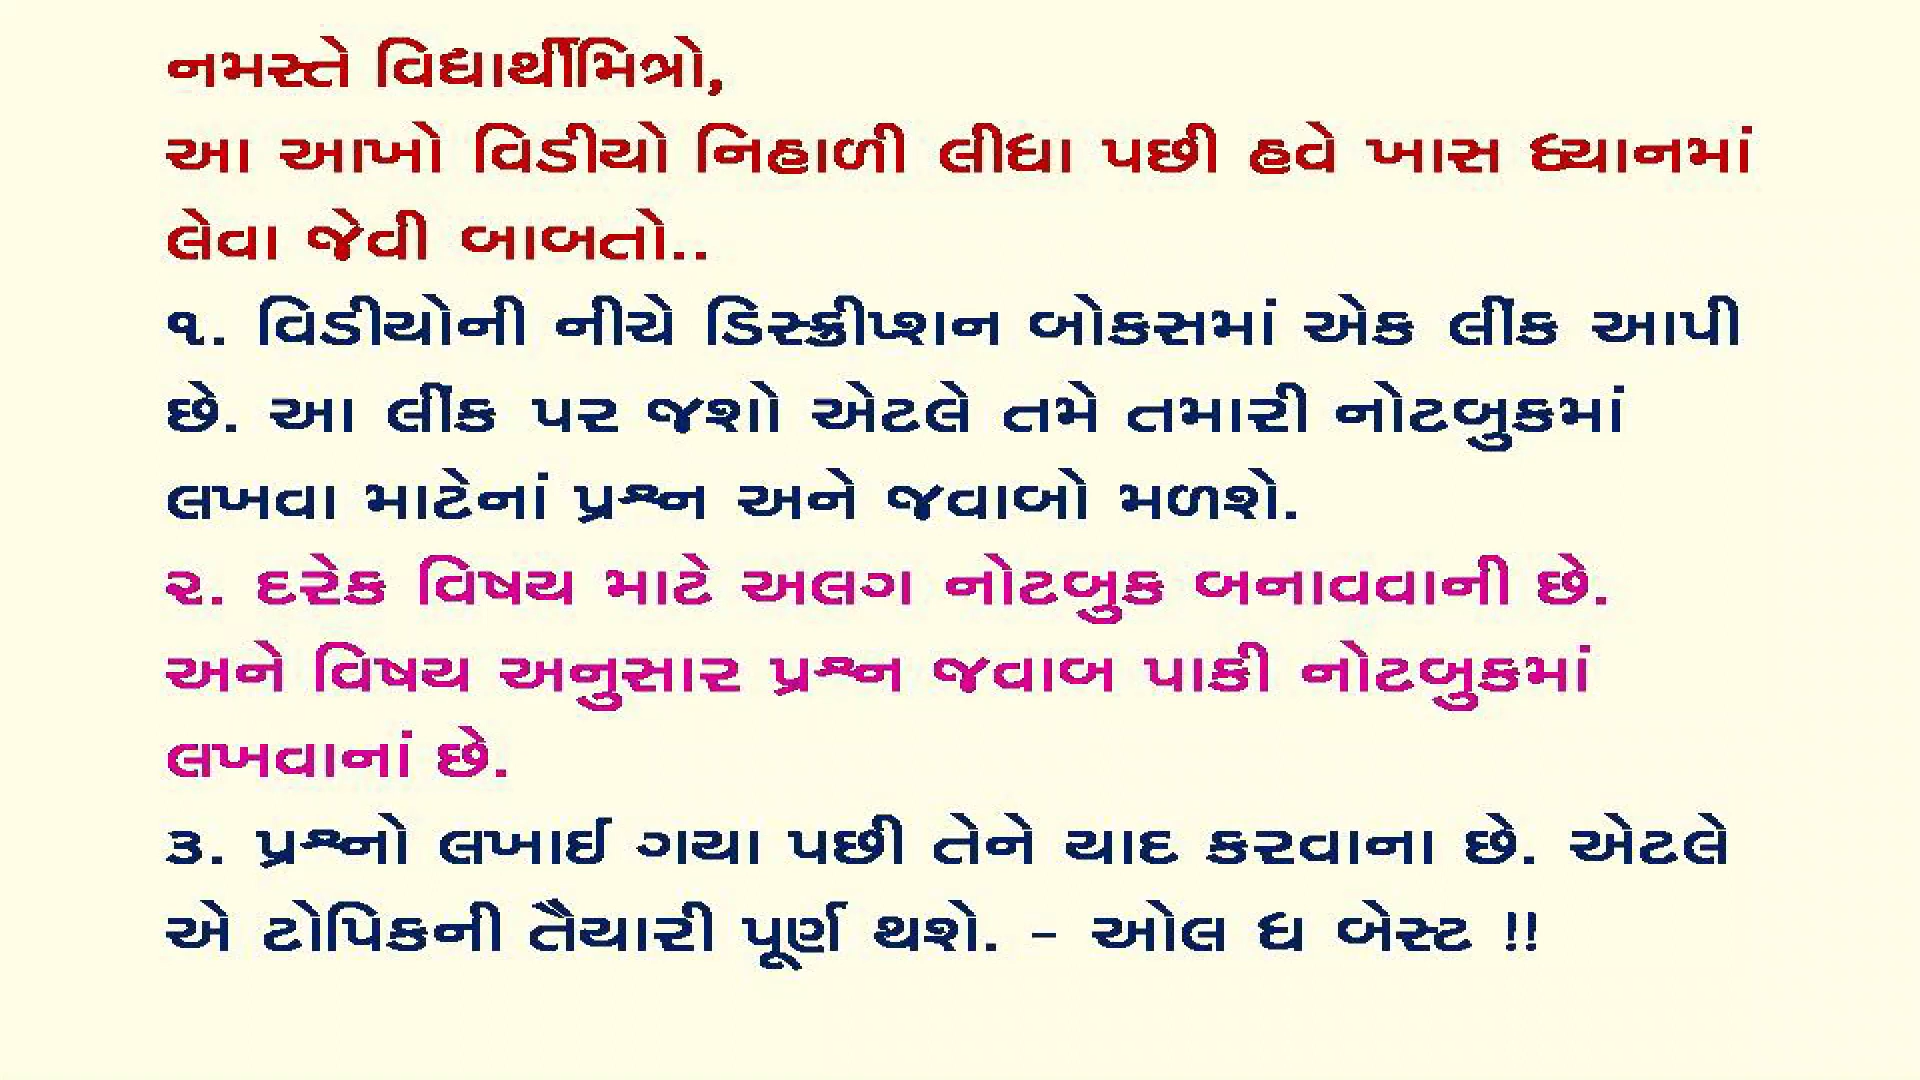 નમસ્તે વિદ્યાર્થીમિત્રો,
આ આખો વિડીયો નિહાળી લીધા પછી હવે ખાસ ધ્યાનમાં
લેવા જેવી બાબતો..
૧. વિડીયોની નીચે ડિસ્ક્રીપ્શન બોક્સમાં એક લીંક આપી
છે. આ લીંક પર જશો એટલે તમે તમારી નોટબુકમાં
લખવા માટેનાં પ્રશ્ન અને જવાબો મળશે.
૨. દરેક વિષય માટે અલગ નોટબુક બનાવવાની છે.
અને વિષય અનુસાર પ્રશ્ન જવાબ પાકી નોટબુકમાં
લખવાનાં છે.
૩. પ્રશ્નો લખાઈ ગયા પછી તેને યાદ કરવાના છે. એટલે
એ ટોપિકની તૈયારી પૂર્ણ થશે. - ઓલ ધ બેસ્ટ !!